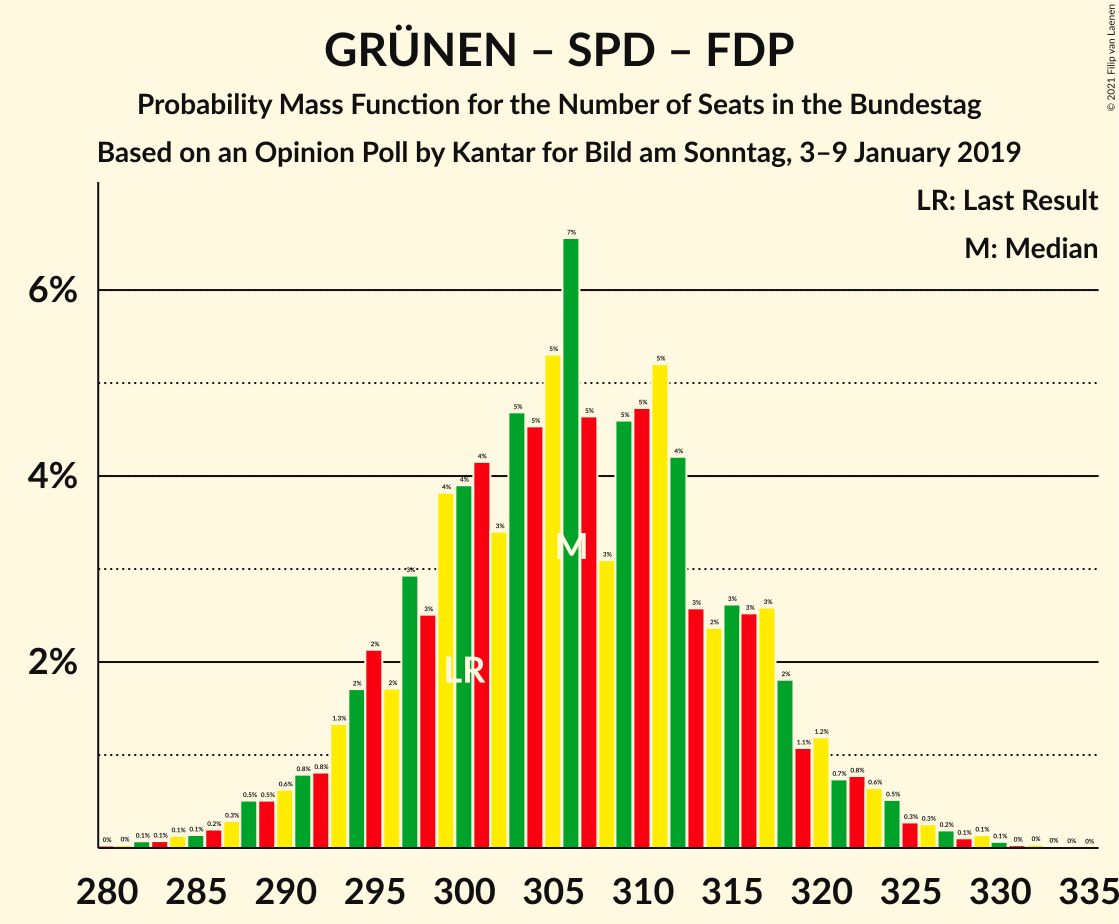 GRÜNEN – SPD – FDP
Probability Mass Function for the Number of Seats in the Bundestag
Based on an Opinion Poll by Kantar for Bild am Sonntag, 3–9 January 2019
© 2021 Filip van Laenen
LR: Last Result
M: Median
6%
4%
2%
0% 0% 0.1% 0.1% 0.1% 0.1% 0.2% 0.3% 0.5% 0.5% 0.6% 0.8% 0.8% 1.3% 2% 2% 2% 3% 3% 4% 4% 4% 3% 5% 5% 5% 7% 5% 3% 5% 5% 5% 4% 3% 2% 3% 3% 3% 2% 1.1% 1.2% 0.7% 0.8% 0.6% 0.5% 0.3% 0.3% 0.2% 0.1% 0.1% 0.1% 0% 0% 0% 0% 0%
M
LR
280 285 290 295 300 305 310 315 320 325 330 335